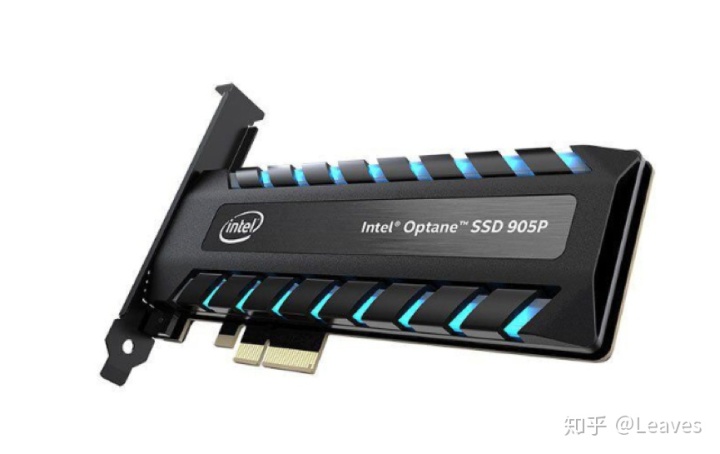 intel
Intel® Optane™ SSD 905P
知乎 @Leaves